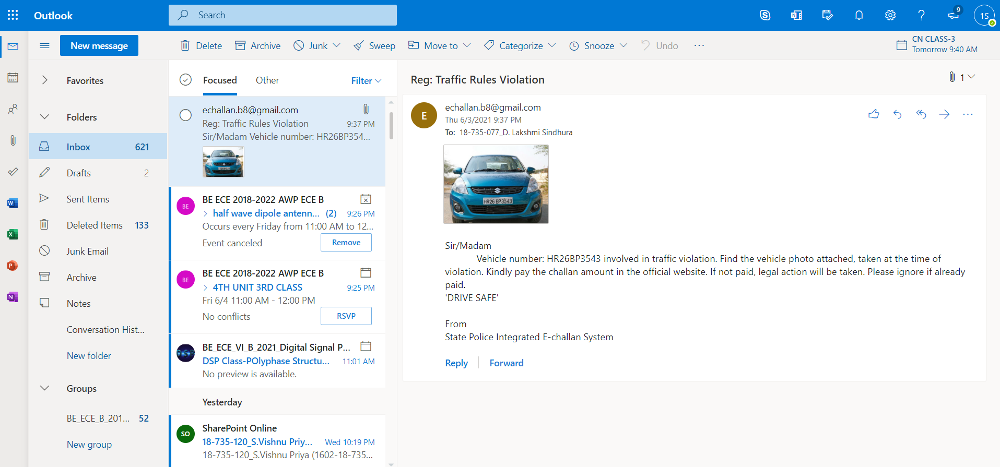 Outlook
Search
9
1S
New message
Delete
Archive
Junk
Sweep
Move to
Categorize
Snooze
Undo
CN CLASS-3
Tomorrow 9:40 AM
Favorites
Folders
Inbox 621
Drafts 2
Sent Items
Deleted Items 133
Junk Email
Archive
Notes
Conversation Hist...
New folder
Groups
BE_ECE_B_201... 52
New group
Focused Other Filter
echallan.b8@gmail.com
Reg: Traffic Rules Violation 9:37 PM
Sir/Madam Vehicle number: HR26BP354...
BE
BE ECE 2018-2022 AWP ECE B
half wave dipole antenn... (2) 9:26 PM
Occurs every Friday from 11:00 AM to 12...
Event canceled Remove
BE
BE ECE 2018-2022 AWP ECE B
4TH UNIT 3RD CLASS 9:25 PM
Fri 6/4 11:00 AM - 12:00 PM
No conflicts RSVP
DSP
BE_ECE_VI_B_2021_Digital Signal P...
DSP Class-POlyphase Structu... 11:01 AM
No preview is available.
Yesterday
SO
SharePoint Online
18-735-120_S.Vishnu Priy... Wed 10:19 PM
18-735-120_S.Vishnu Priya (1602-18-735...
Reg: Traffic Rules Violation
1
E
echallan.b8@gmail.com
Thu 6/3/2021 9:37 PM
To: 18-735-077_D. Lakshmi Sindhura
HR26 BP3543
Sir/Madam
Vehicle number: HR26BP3543 involved in traffic violation. Find the vehicle photo attached, taken at the time of
violation. Kindly pay the challan amount in the official website. If not paid, legal action will be taken. Please ignore if already
paid.
'DRIVE SAFE'
From
State Police Integrated E-challan System
Reply Forward
W
X
P
N